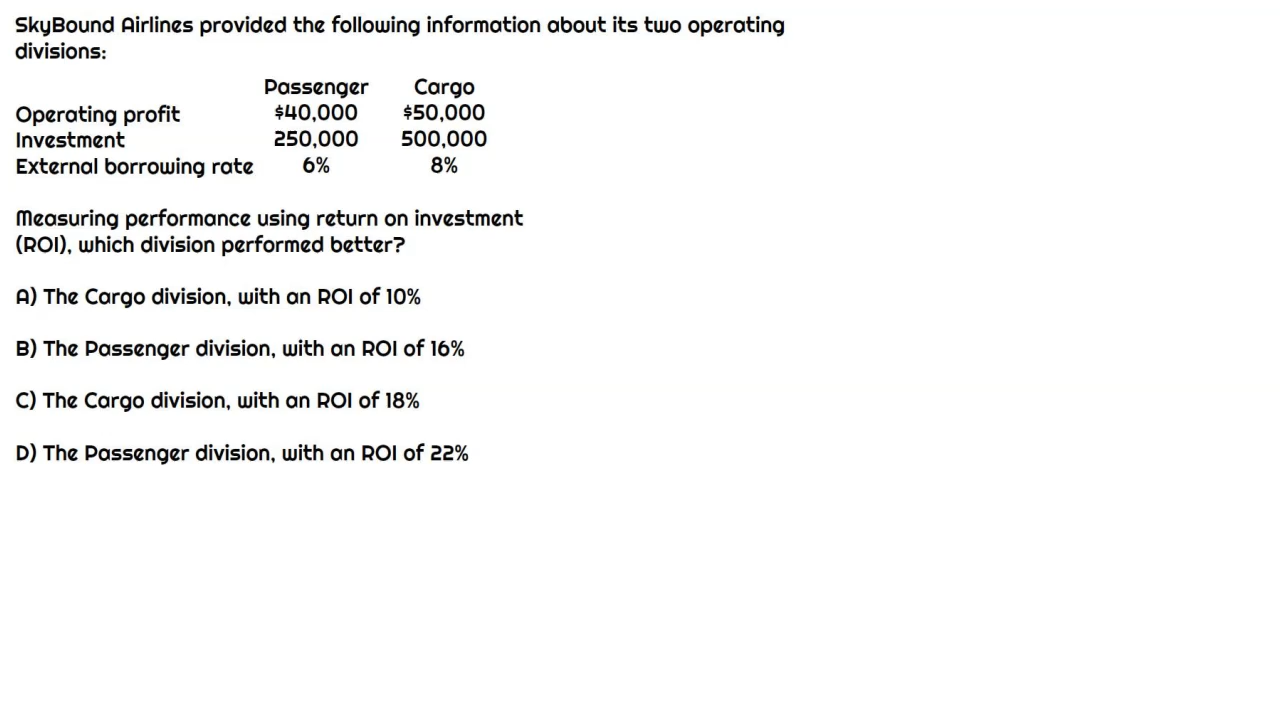 SkyBound Airlines provided the following information about its two operating
divisions:
Passenger Cargo
Operating profit $40,000 $50,000
Investment 250,000 500,000
External borrowing rate 6% 8%
Measuring performance using return on investment
(ROI), which division performed better?
A) The Cargo division, with an ROI of 10%
B) The Passenger division, with an ROI of 16%
C) The Cargo division, with an ROI of 18%
D) The Passenger division, with an ROI of 22%